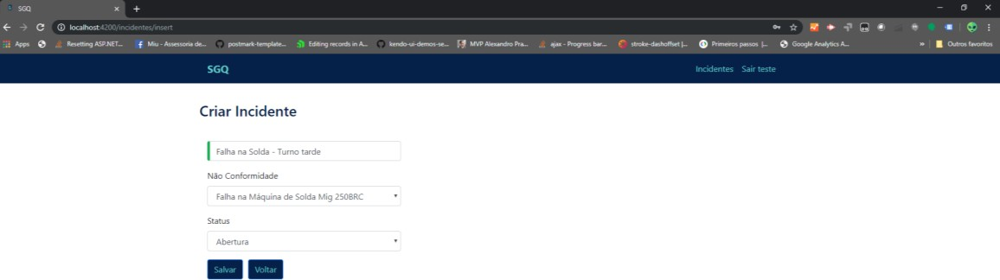 SGQ
localhost:4200/incidentes/insert
Apps
Resetting ASP.NET...
Miu - Assessoria de...
postmark-template...
Editing records in A...
kendo-ui-demos-se...
MVP Alexandro Pra...
ajax - Progress bar...
stroke-dashoffset |...
Primeiros passos |...
Google Analytics A...
»
Outros favoritos
SGQ
Incidentes
Sair teste
Criar Incidente
Falha na Solda - Turno tarde
Não Conformidade
Falha na Máquina de Solda Mig 250BRC
Status
Abertura
Salvar
Voltar